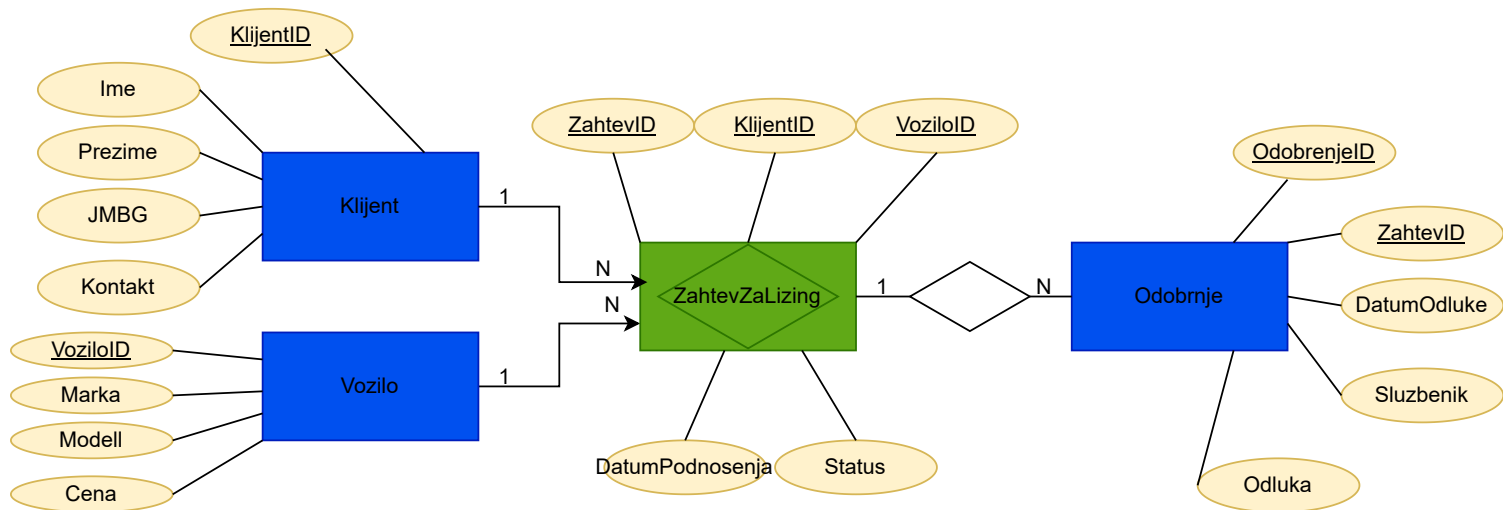 KlijentID
Ime
Prezime
JMBG
Kontakt
Klijent
1
N
VoziloID
Marka
Modell
Cena
Vozilo
1
N
ZahtevID
KlijentID
VoziloID
ZahtevZaLizing
DatumPodnosenja
Status
1
N
OdobrenjeID
ZahtevID
DatumOdluke
Sluzbenik
Odluka
Odobrnje